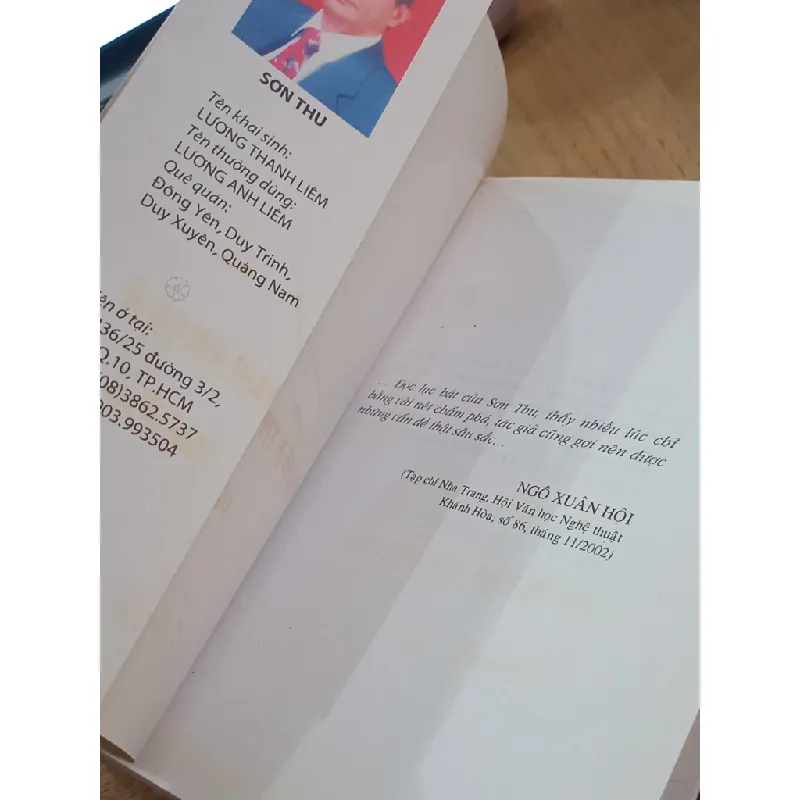 SƠN THU
Tên khai sinh:
LƯƠNG THANH LIÊM
Tên thường dùng:
LƯƠNG ANH LIÊM
Quê quán:
Đông Yên, Duy Trinh,
Duy Xuyên, Quảng Nam
ện ở tại:
436/25 đường 3/2,
Q.10, TP.HCM
08)3862.5737
903.993504
... Đọc lục bát của Sơn Thu, thấy nhiều lúc chỉ
bằng vài nét chấm phá, tác giả cũng gợi nên được
những vấn đề thật sâu sắc...
NGÔ XUÂN HỘI
(Tạp chí Nha Trang, Hội Văn học Nghệ thuật
Khánh Hòa, số 86, tháng 11/2002)